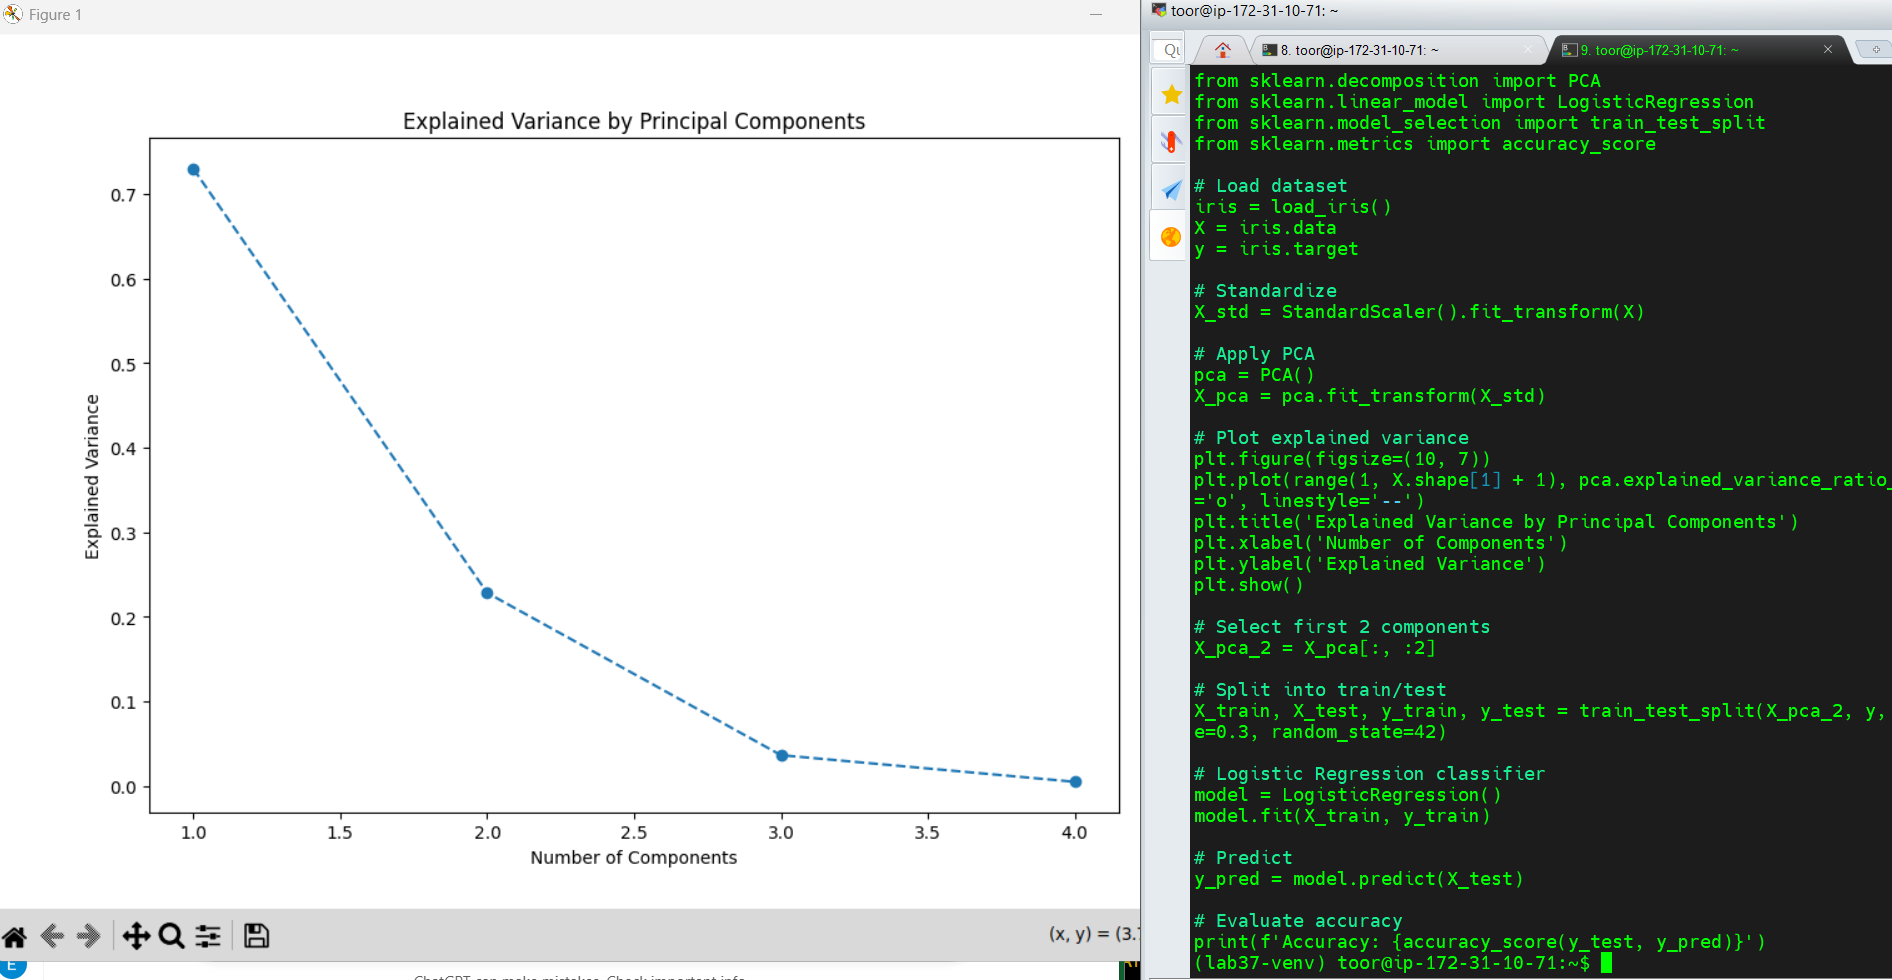 Figure 1
Explained Variance by Principal Components
0.7
0.6
0.5
0.4
0.3
0.2
0.1
0.0
Explained Variance
1.0 1.5 2.0 2.5 3.0 3.5 4.0
Number of Components
(x, y) = (3.
E
ChatGPT can make mistakes. Check important info
toor@ip-172-31-10-71: ~
Qu
8. toor@ip-172-31-10-71: ~
9. toor@ip-172-31-10-71: ~
from sklearn.decomposition import PCA
from sklearn.linear_model import LogisticRegression
from sklearn.model_selection import train_test_split
from sklearn.metrics import accuracy_score
# Load dataset
iris = load_iris()
X = iris.data
y = iris.target
# Standardize
X_std = StandardScaler().fit_transform(X)
# Apply PCA
pca = PCA()
X_pca = pca.fit_transform(X_std)
# Plot explained variance
plt.figure(figsize=(10, 7))
plt.plot(range(1, X.shape[1] + 1), pca.explained_variance_ratio_
='o', linestyle='--')
plt.title('Explained Variance by Principal Components')
plt.xlabel('Number of Components')
plt.ylabel('Explained Variance')
plt.show()
# Select first 2 components
X_pca_2 = X_pca[:, :2]
# Split into train/test
X_train, X_test, y_train, y_test = train_test_split(X_pca_2, y,
e=0.3, random_state=42)
# Logistic Regression classifier
model = LogisticRegression()
model.fit(X_train, y_train)
# Predict
y_pred = model.predict(X_test)
# Evaluate accuracy
print(f'Accuracy: {accuracy_score(y_test, y_pred)}')
(lab37-venv) toor@ip-172-31-10-71:~$